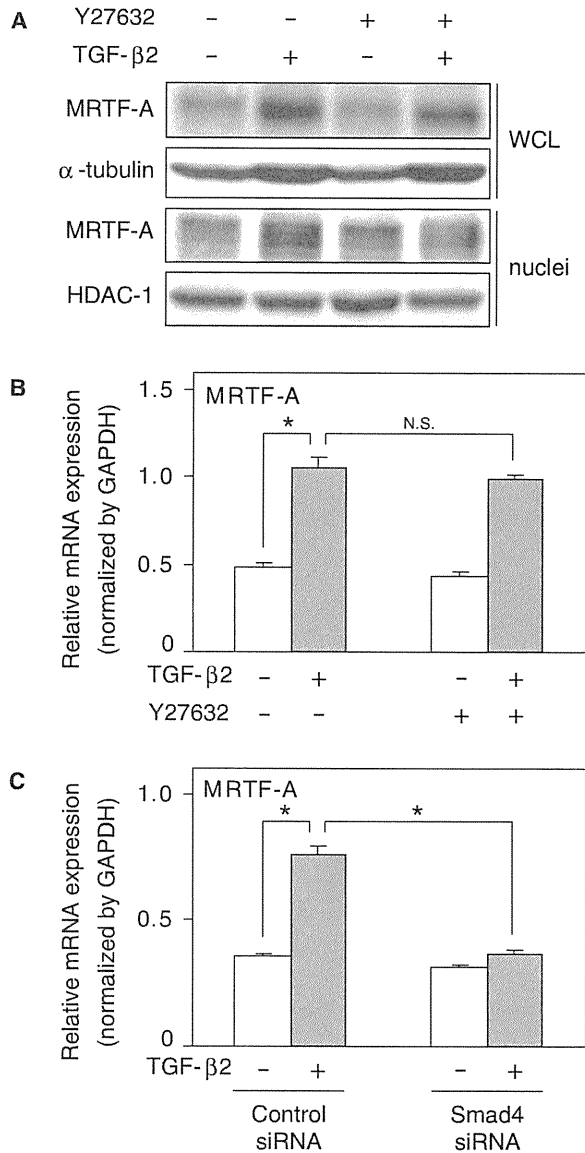 A
Y27632 – – + +
TGF-β2 – + – +
MRTF-A
α-tubulin
WCL
MRTF-A
HDAC-1
nuclei
B
MRTF-A
Relative mRNA expression
(normalized by GAPDH)
1.5
1.0
0.5
0
*
N.S.
TGF-β2 – + – +
Y27632 – – + +
C
MRTF-A
Relative mRNA expression
(normalized by GAPDH)
1.0
0.5
0
*
*
TGF-β2 – + – +
Control
siRNA
Smad4
siRNA